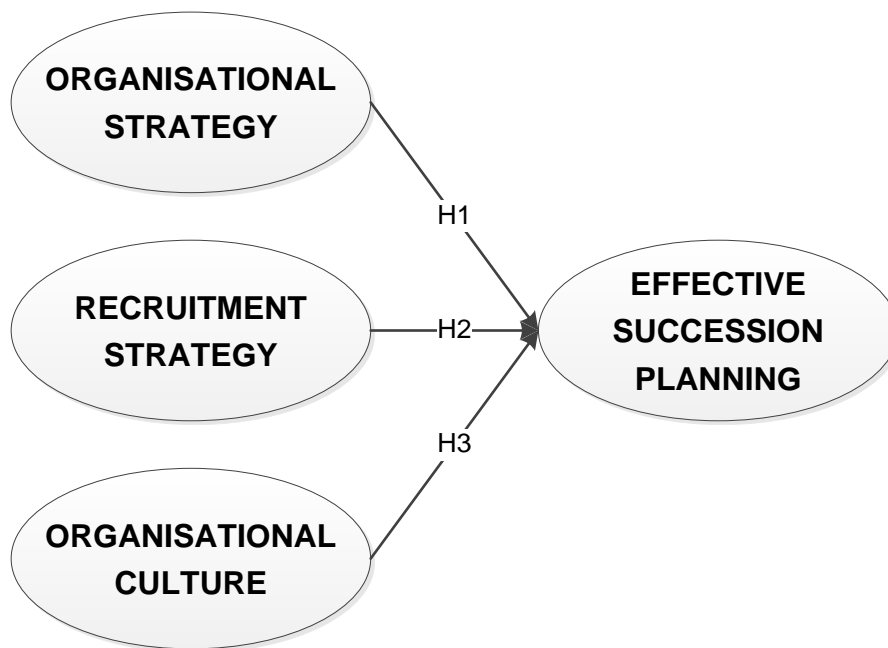 ORGANISATIONAL
STRATEGY
H1
RECRUITMENT
STRATEGY
H2
EFFECTIVE
SUCCESSION
PLANNING
H3
ORGANISATIONAL
CULTURE